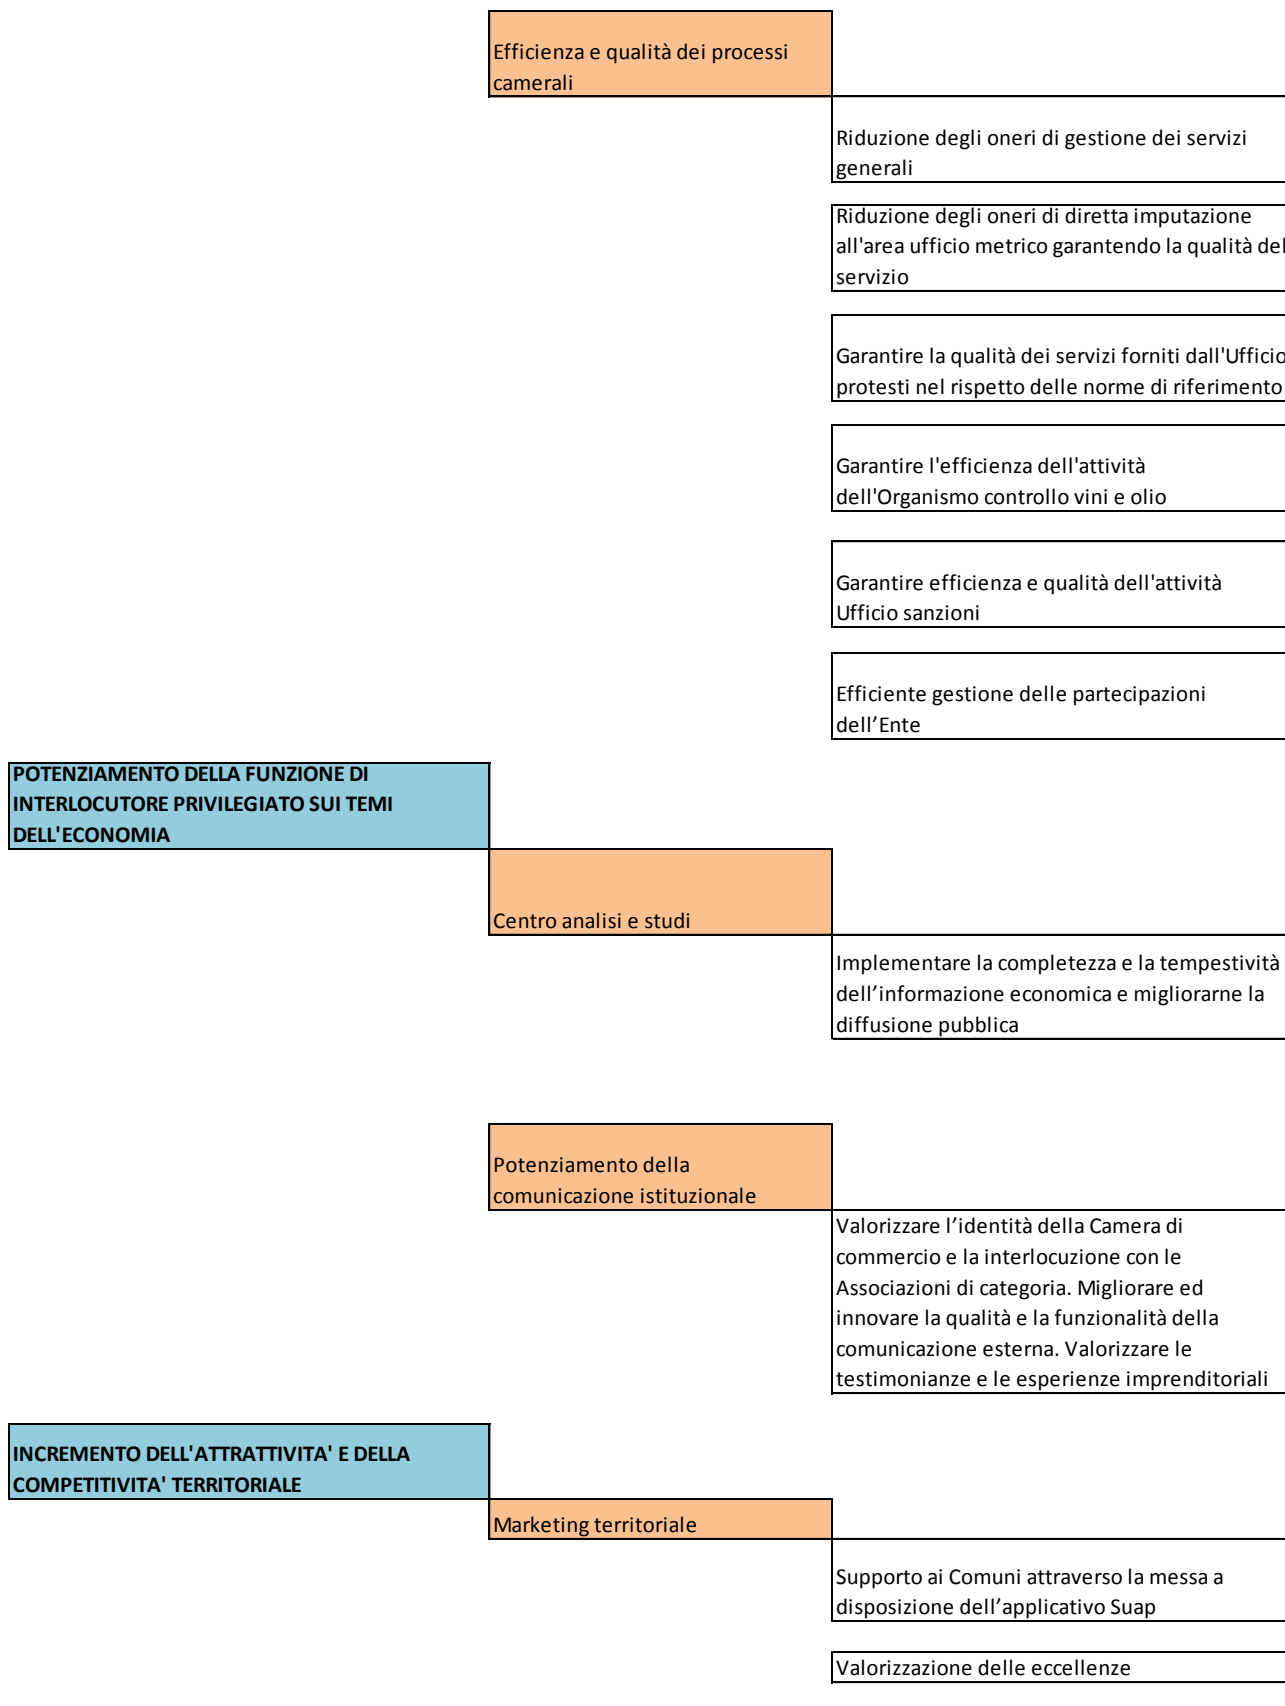 Efficienza e qualità dei processi
camerali
Riduzione degli oneri di gestione dei servizi
generali
Riduzione degli oneri di diretta imputazione
all'area ufficio metrico garantendo la qualità del
servizio
Garantire la qualità dei servizi forniti dall'Ufficio
protesti nel rispetto delle norme di riferimento
Garantire l'efficienza dell'attività
dell'Organismo controllo vini e olio
Garantire efficienza e qualità dell'attività
Ufficio sanzioni
Efficiente gestione delle partecipazioni
dell’Ente
POTENZIAMENTO DELLA FUNZIONE DI
INTERLOCUTORE PRIVILEGIATO SUI TEMI
DELL'ECONOMIA
Centro analisi e studi
Implementare la completezza e la tempestività
dell’informazione economica e migliorarne la
diffusione pubblica
Potenziamento della
comunicazione istituzionale
Valorizzare l’identità della Camera di
commercio e la interlocuzione con le
Associazioni di categoria. Migliorare ed
innovare la qualità e la funzionalità della
comunicazione esterna. Valorizzare le
testimonianze e le esperienze imprenditoriali
INCREMENTO DELL'ATTRATTIVITA' E DELLA
COMPETITIVITA' TERRITORIALE
Marketing territoriale
Supporto ai Comuni attraverso la messa a
disposizione dell’applicativo Suap
Valorizzazione delle eccellenze